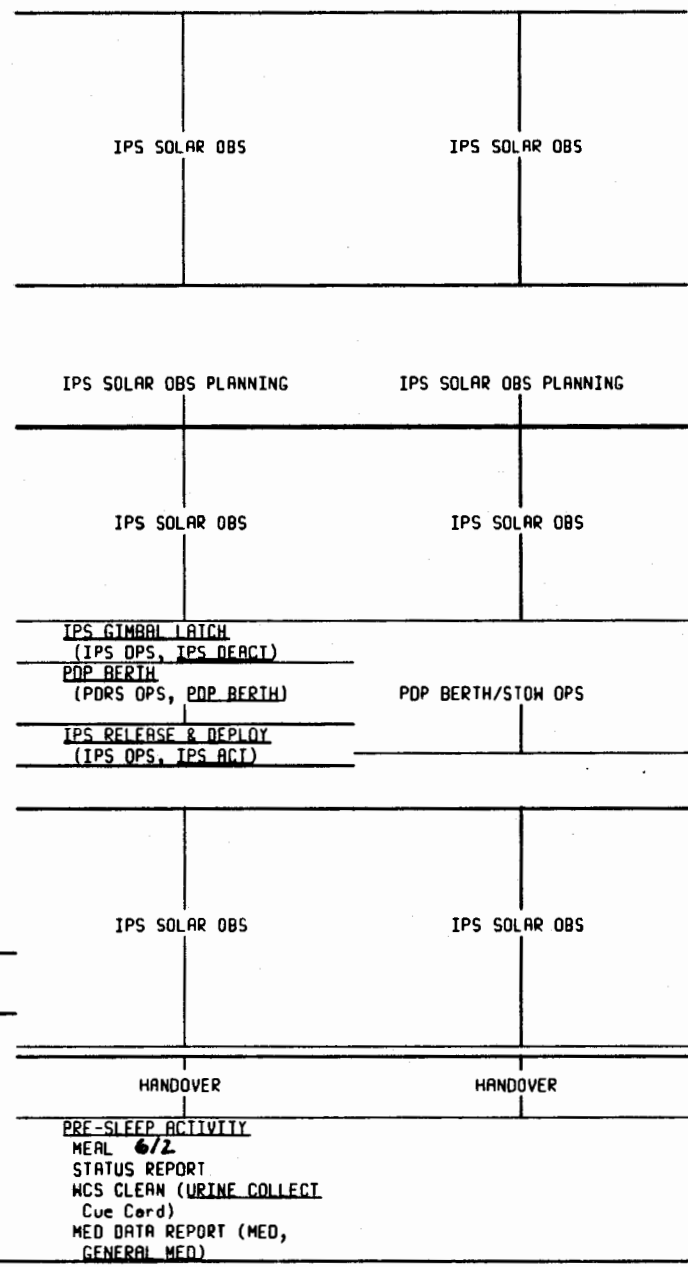 IPS SOLAR OBS IPS SOLAR OBS
IPS SOLAR OBS PLANNING IPS SOLAR OBS PLANNING
IPS SOLAR OBS IPS SOLAR OBS
IPS GIMBAL LATCH
(IPS OPS, IPS DEACT)
PDP BERTH
(PDRS OPS, PDP BERTH) PDP BERTH/STOW OPS
IPS RELEASE & DEPLOY
(IPS OPS, IPS ACT)
IPS SOLAR OBS IPS SOLAR OBS
HANDOVER HANDOVER
PRE-SLEEP ACTIVITY
MEAL 6/2
STATUS REPORT
WCS CLEAN (URINE COLLECT
Cue Card)
MED DATA REPORT (MED,
GENERAL MED)